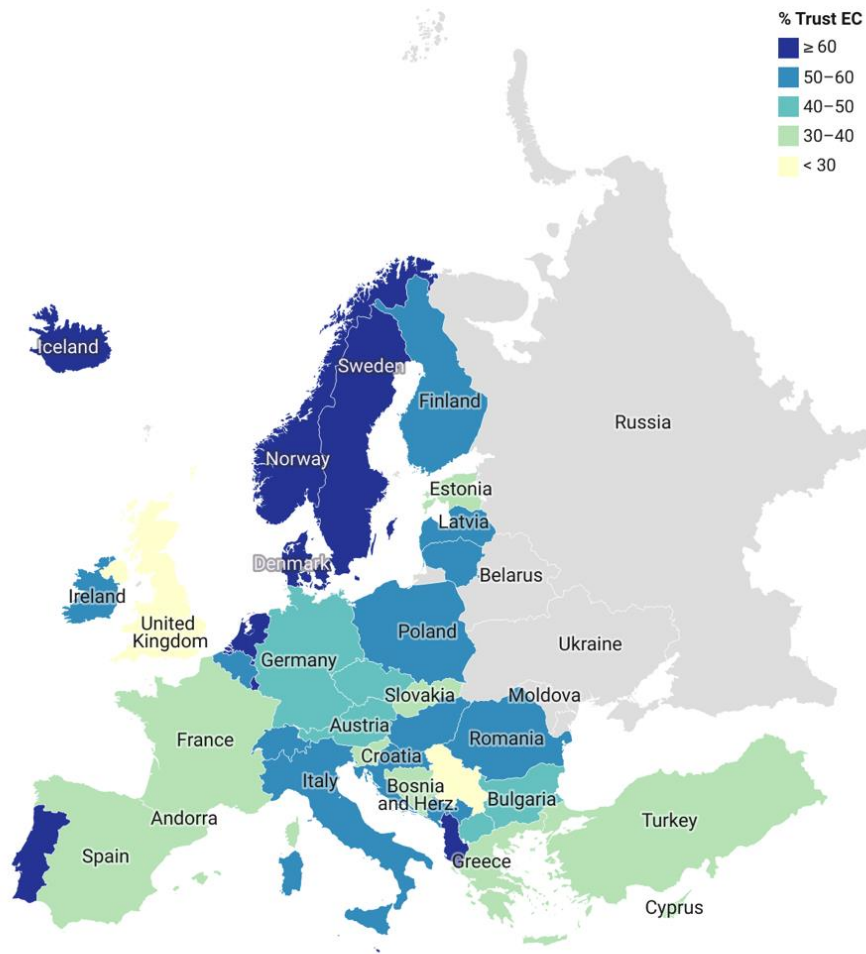 % Trust EC
≥ 60
50–60
40–50
30–40
< 30
Iceland
Sweden
Finland
Russia
Norway
Estonia
Latvia
Denmark
Belarus
Ireland
United
Kingdom
Poland
Ukraine
Germany
Slovakia
Moldova
Austria
France
Romania
Croatia
Italy
Bosnia
and Herz.
Bulgaria
Andorra
Turkey
Spain
Greece
Cyprus